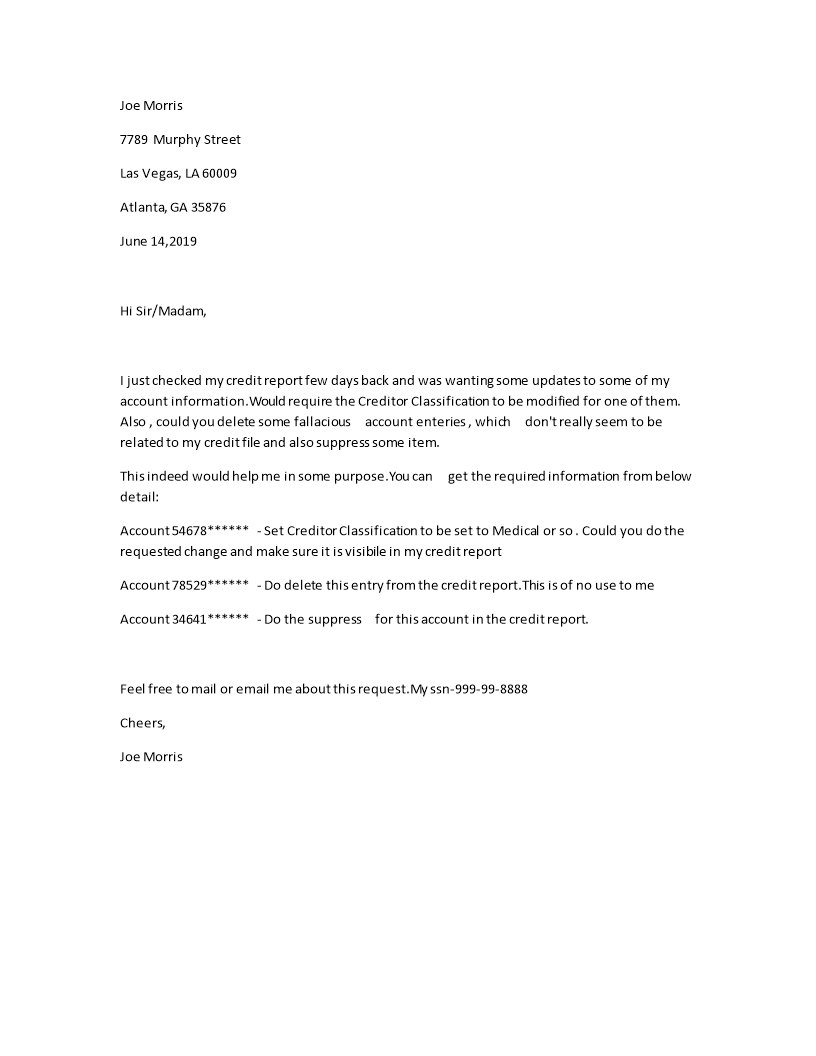 Joe Morris
7789 Murphy Street
Las Vegas, LA 60009
Atlanta, GA 35876
June 14,2019
Hi Sir/Madam,
I just checked my credit report few days back and was wanting some updates to some of my
account information.Would require the Creditor Classification to be modified for one of them.
Also , could you delete some fallacious account enteries , which don't really seem to be
related to my credit file and also suppress some item.
This indeed would help me in some purpose.You can get the required information from below
detail:
Account 54678****** - Set Creditor Classification to be set to Medical or so . Could you do the
requested change and make sure it is visibile in my credit report
Account 78529****** - Do delete this entry from the credit report.This is of no use to me
Account 34641****** - Do the suppress for this account in the credit report.
Feel free to mail or email me about this request.My ssn-999-99-8888
Cheers,
Joe Morris